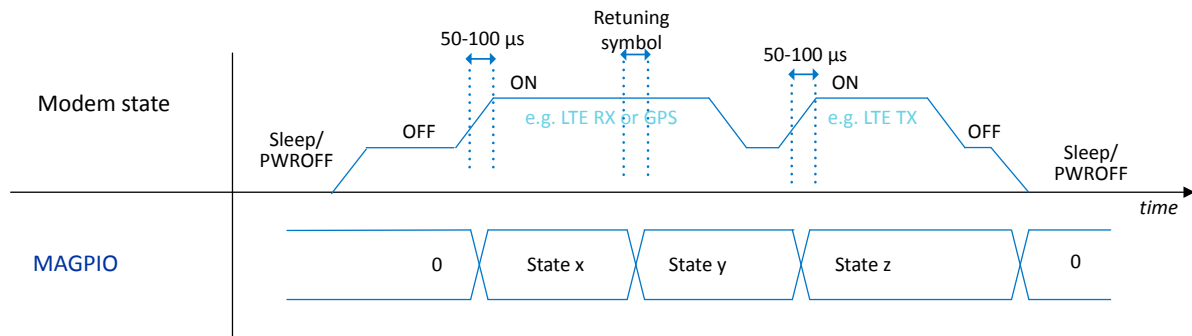 Retuning
symbol
50-100 µs
50-100 µs
ON
ON
Modem state
e.g. LTE RX or GPS
e.g. LTE TX
OFF
OFF
Sleep/
PWROFF
Sleep/
PWROFF
time
MAGPIO
0
State x
State y
State z
0